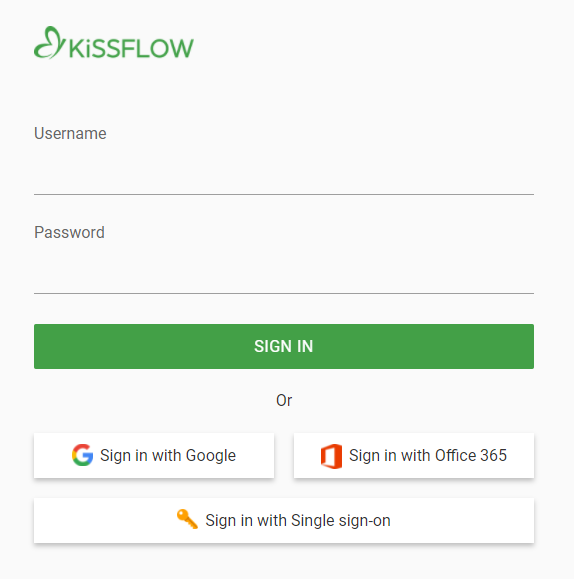 KiSSFLOW
Username
Password
SIGN IN
Or
Sign in with Google
Sign in with Office 365
Sign in with Single sign-on